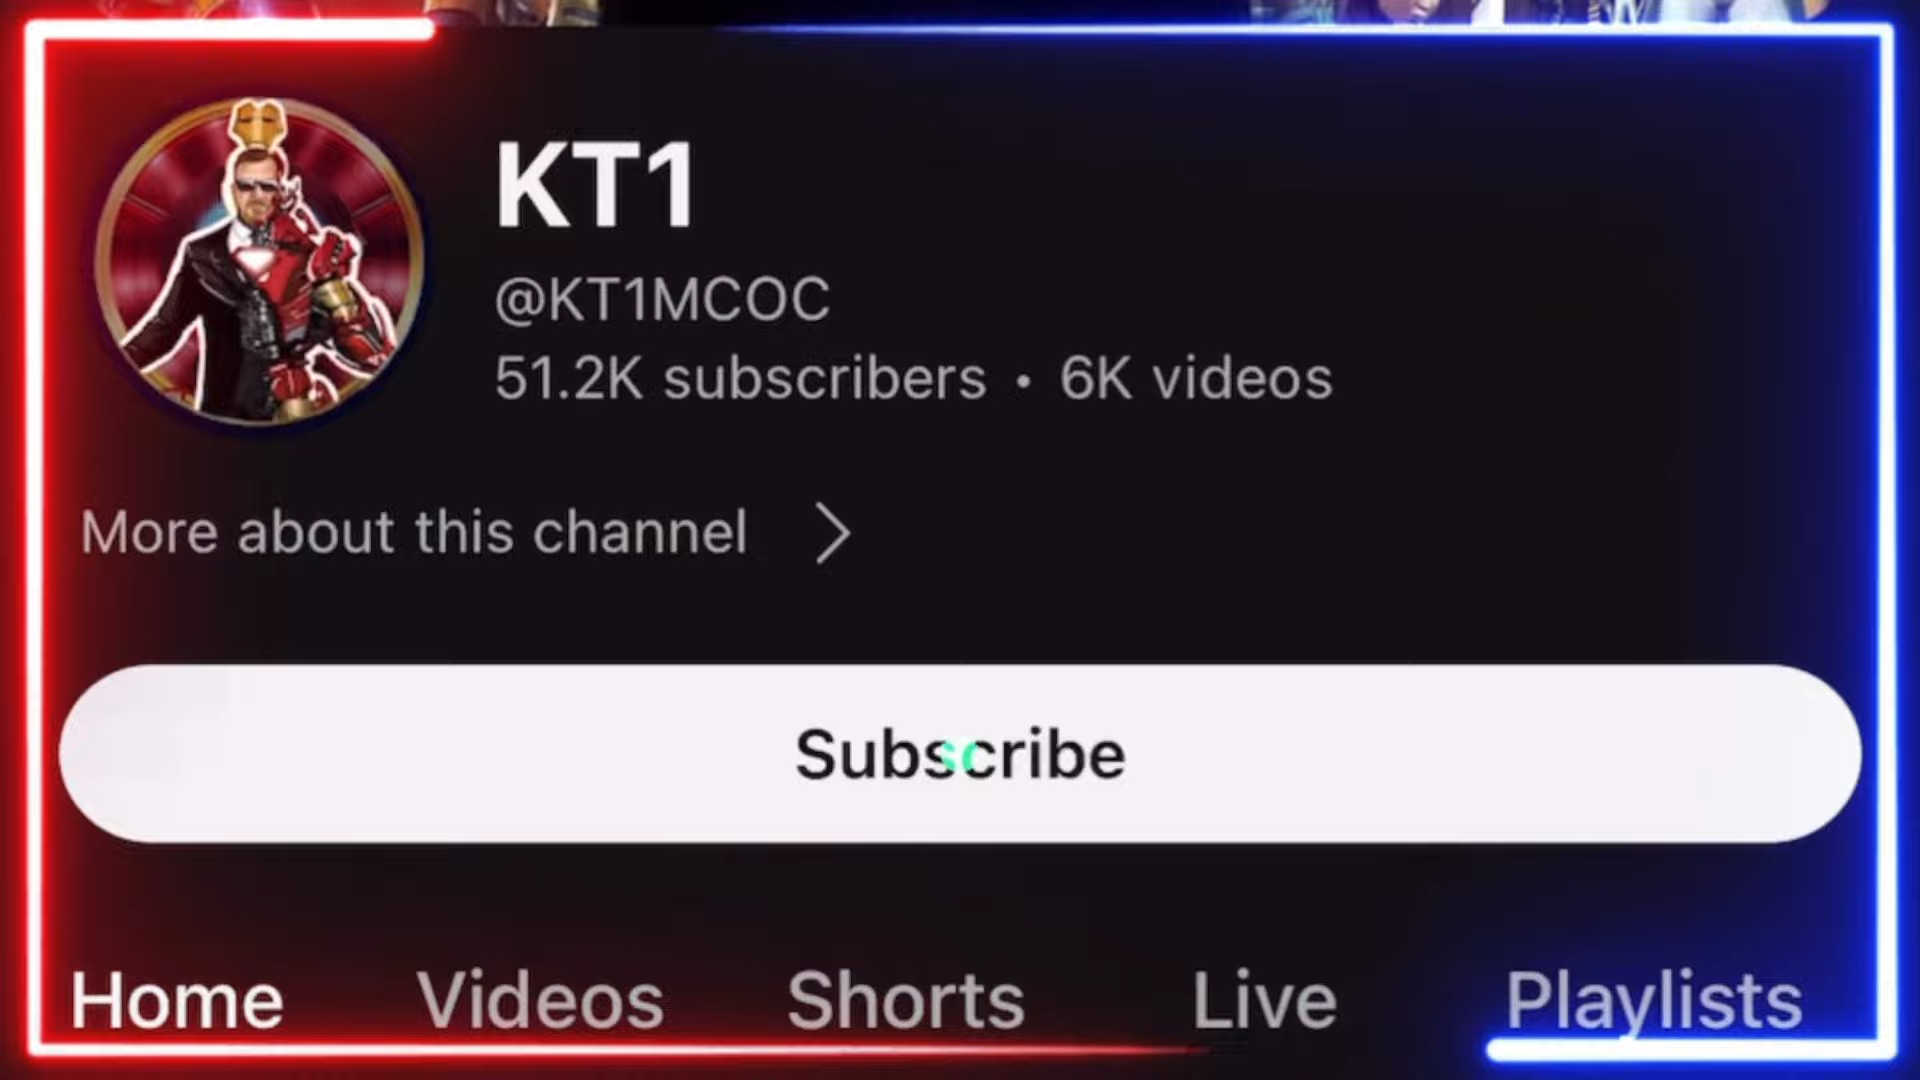 KT1
@KT1MCOC
51.2K subscribers • 6K videos
More about this channel
Subscribe
Home Videos Shorts Live Playlists